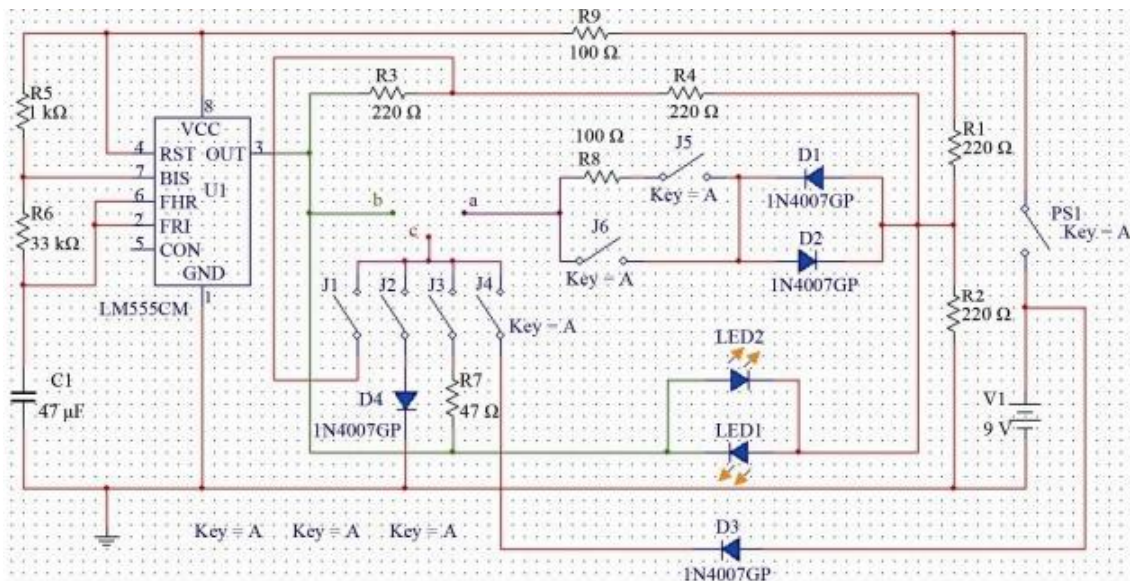 R9
100 Ω
R3
220 Ω
R4
220 Ω
R5
1 kΩ
8
VCC
4
RST
OUT
3
7
BIS
U1
6
FHR
2
FRI
5
CON
GND
1
LM555CM
R6
33 kΩ
100 Ω
R8
J5
Key = A
D1
1N4007GP
R1
220 Ω
b
a
c
J6
Key = A
D2
1N4007GP
PS1
Key = A
J1
J2
J3
J4
Key = A
R2
220 Ω
LED2
C1
47 μF
D4
1N4007GP
R7
47 Ω
LED1
V1
9 V
Key = A
Key = A
Key = A
D3
1N4007GP